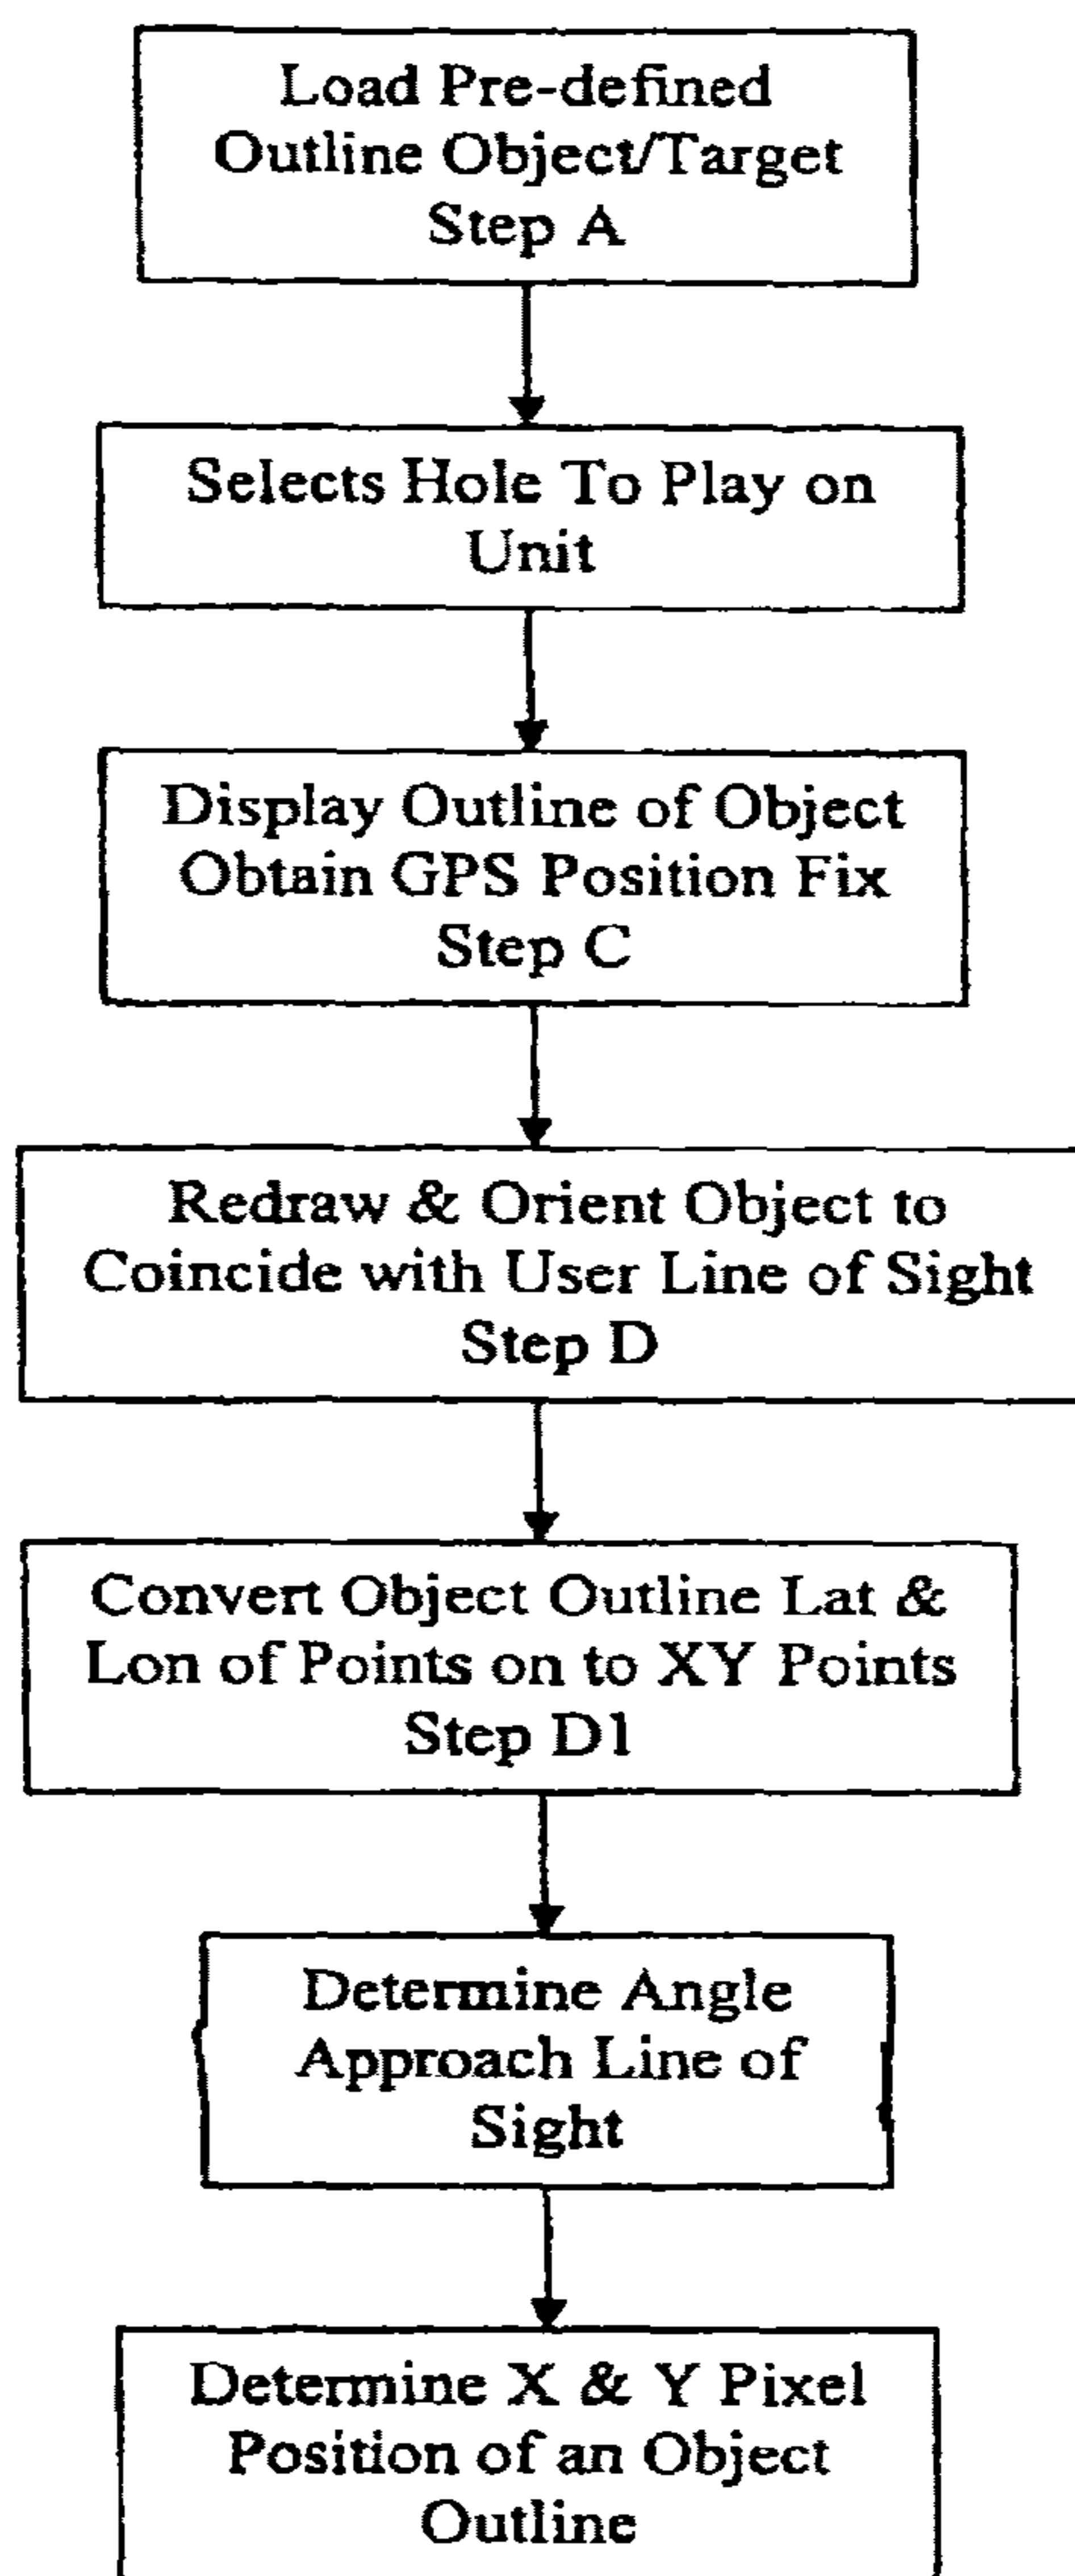 Load Pre-defined
Outline Object/Target
Step A
Selects Hole To Play on
Unit
Display Outline of Object
Obtain GPS Position Fix
Step C
Redraw & Orient Object to
Coincide with User Line of Sight
Step D
Convert Object Outline Lat &
Lon of Points on to XY Points
Step D1
Determine Angle
Approach Line of
Sight
Determine X & Y Pixel
Position of an Object
Outline